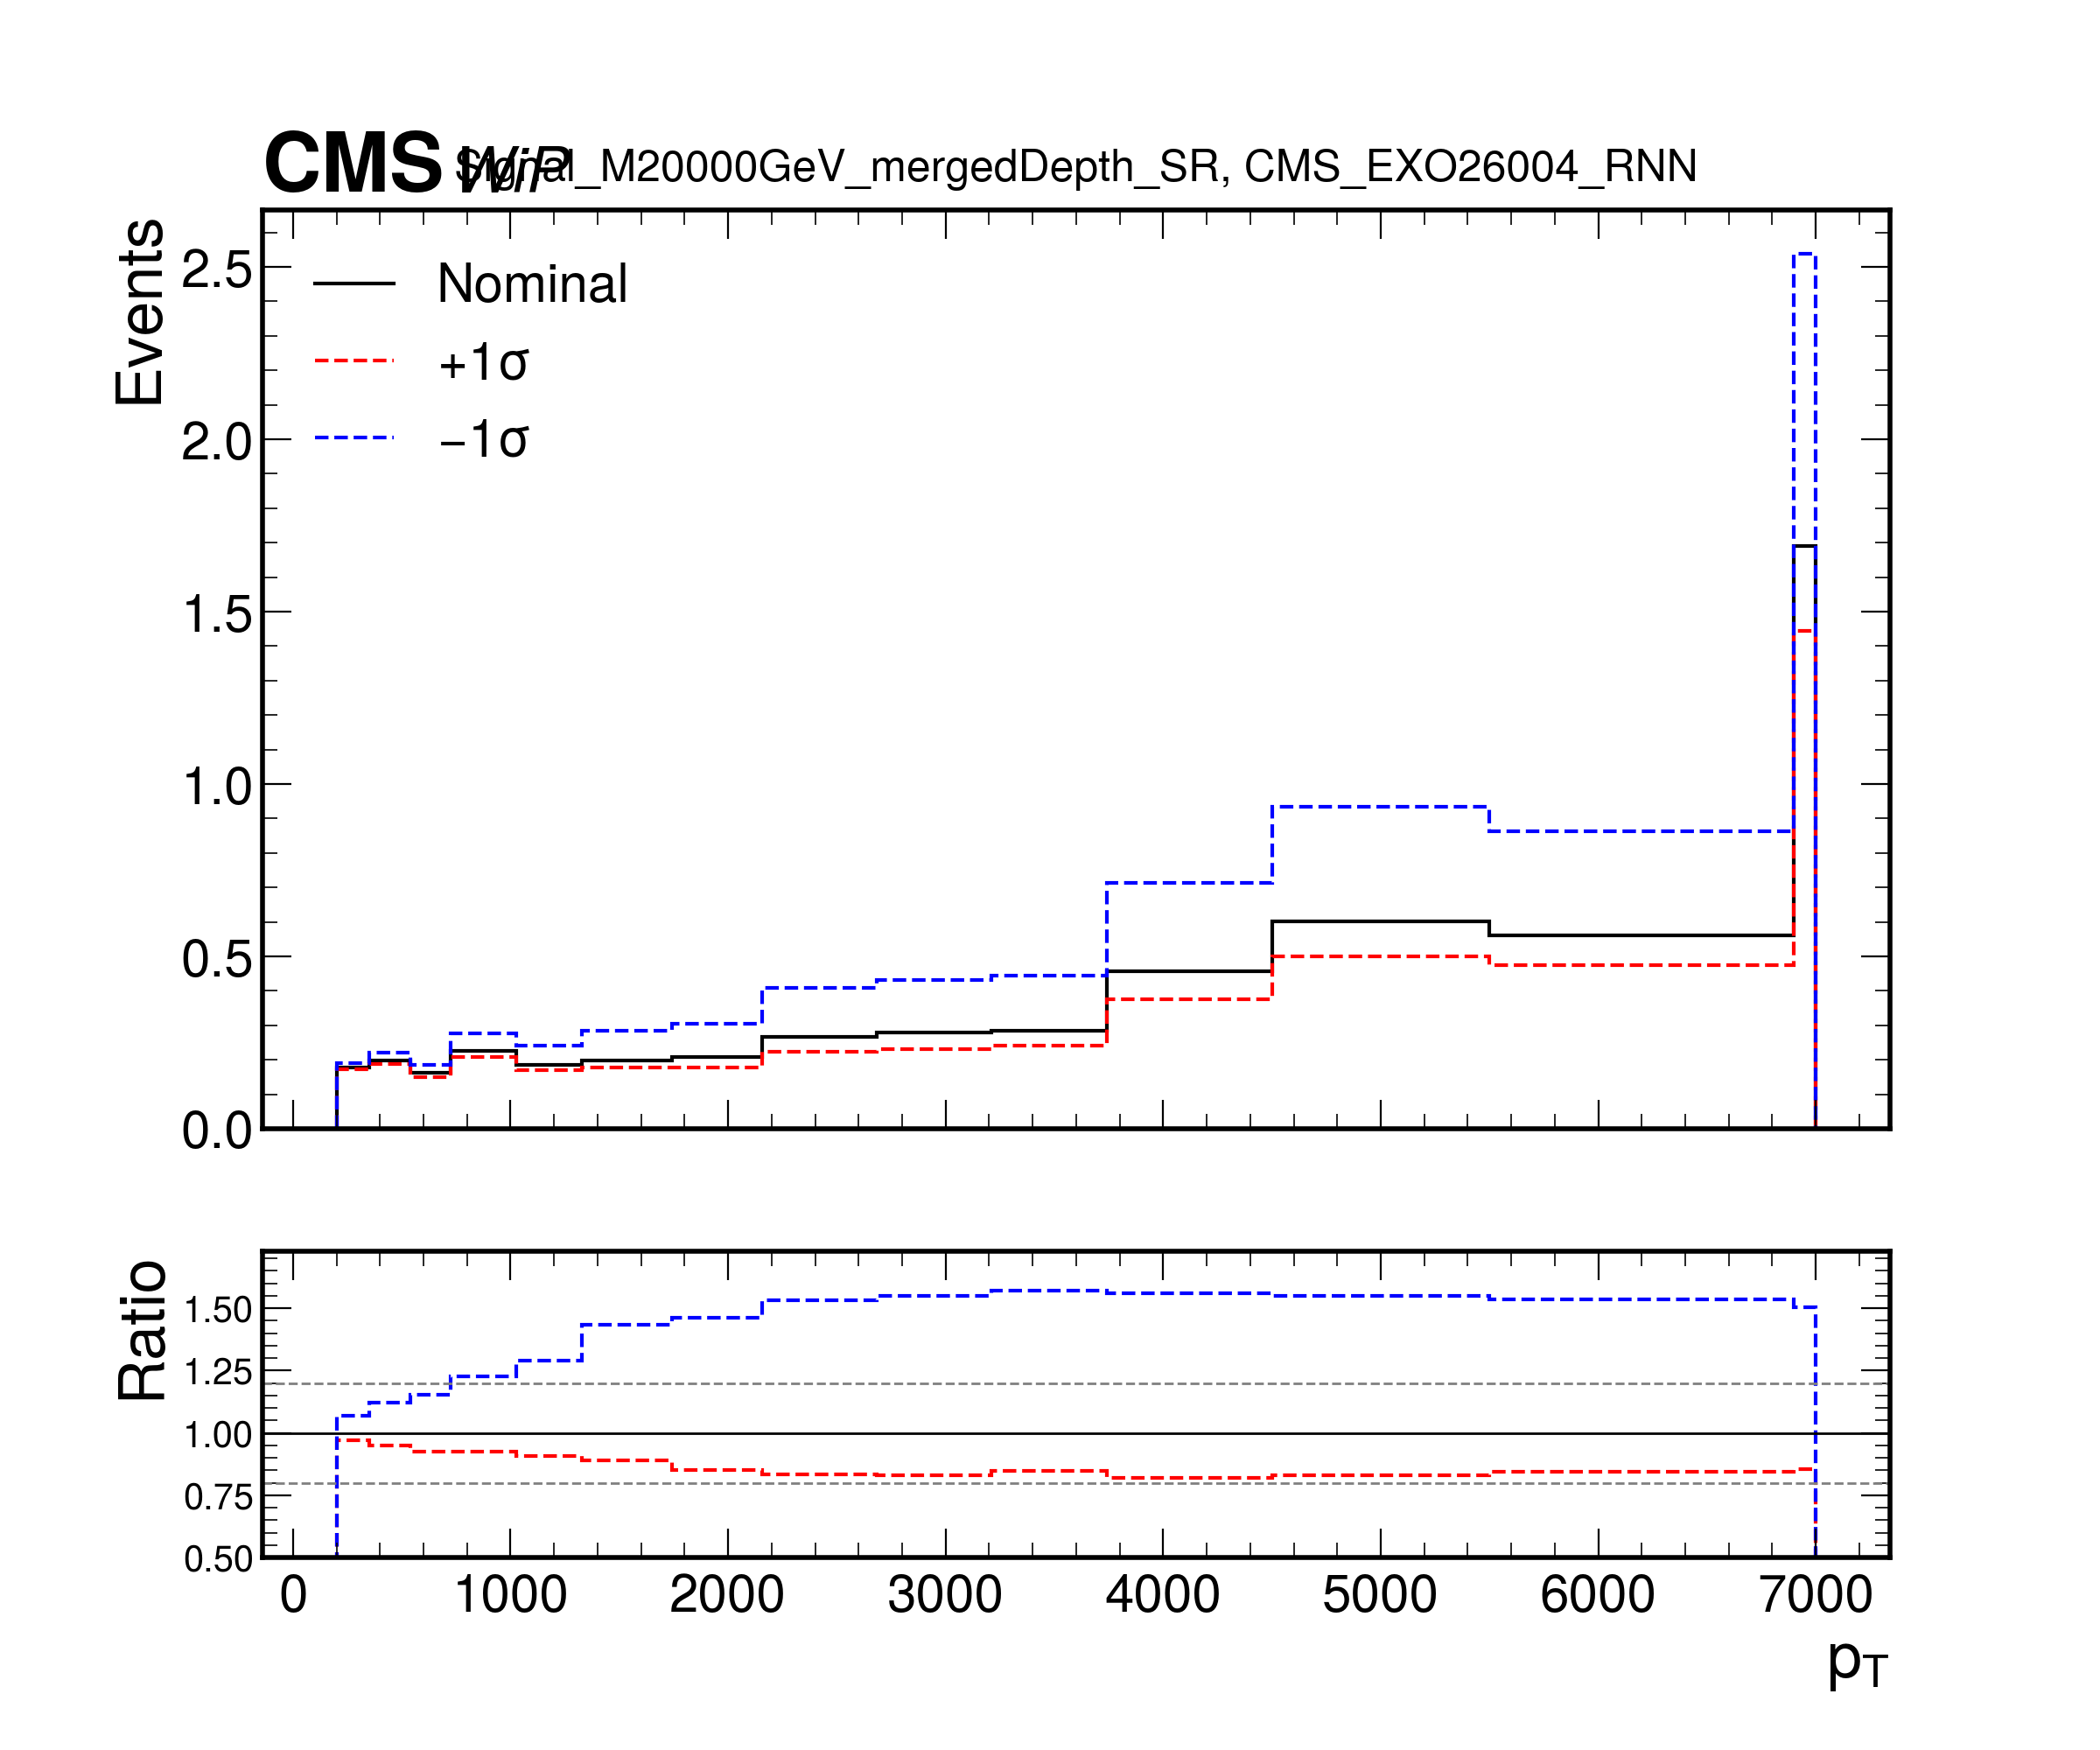 CMS WiP Signal_M20000GeV_mergedDepth_SR, CMS_EXO26004_RNN
Events
2.5
2.0
1.5
1.0
0.5
0.0
Nominal
+1σ
−1σ
Ratio
1.50
1.25
1.00
0.75
0.50
0 1000 2000 3000 4000 5000 6000 7000
pT